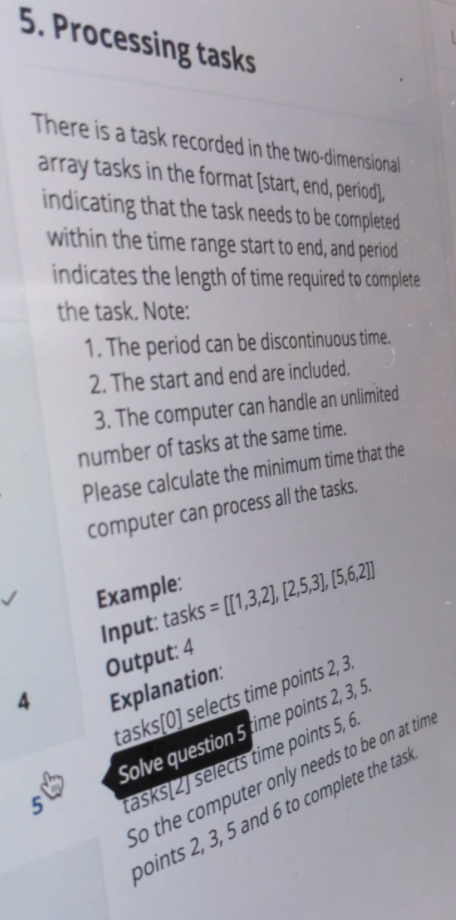 5. Processing tasks
There is a task recorded in the two-dimensional
array tasks in the format [start, end, period],
indicating that the task needs to be completed
within the time range start to end, and period
indicates the length of time required to complete
the task. Note:
1. The period can be discontinuous time.
2. The start and end are included.
3. The computer can handle an unlimited
number of tasks at the same time.
Please calculate the minimum time that the
computer can process all the tasks.
Example:
Input: tasks = [[1,3,2], [2,5,3], [5,6,2]]
Output: 4
Explanation:
tasks[0] selects time points 2, 3.
Solve question 5
time points 2, 3, 5.
tasks[2] selects time points 5, 6.
So the computer only needs to be on at time
points 2, 3, 5 and 6 to complete the task.
4
5